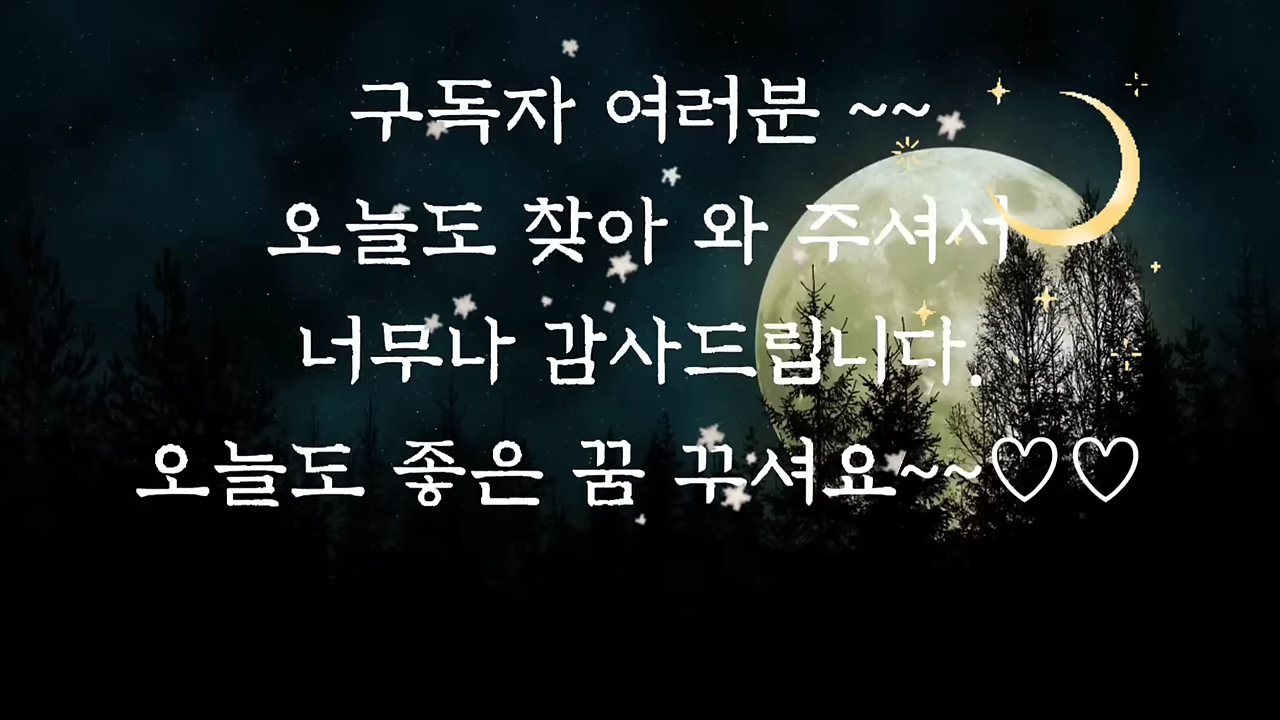 구독자 여러분 ~~
오늘도 찾아 와 주셔서
너무나 감사드립니다.
오늘도 좋은 꿈 꾸셔요~~♡♡